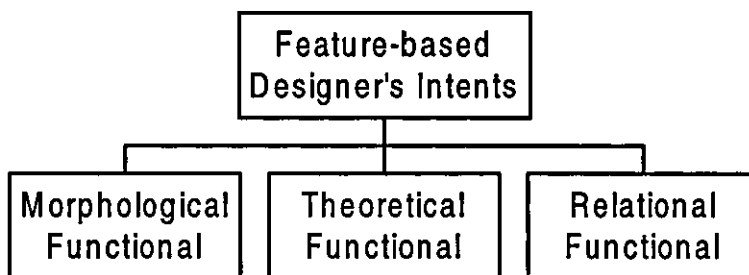 Feature-based
Designer's Intents
Morphological
Functional
Theoretical
Functional
Relational
Functional